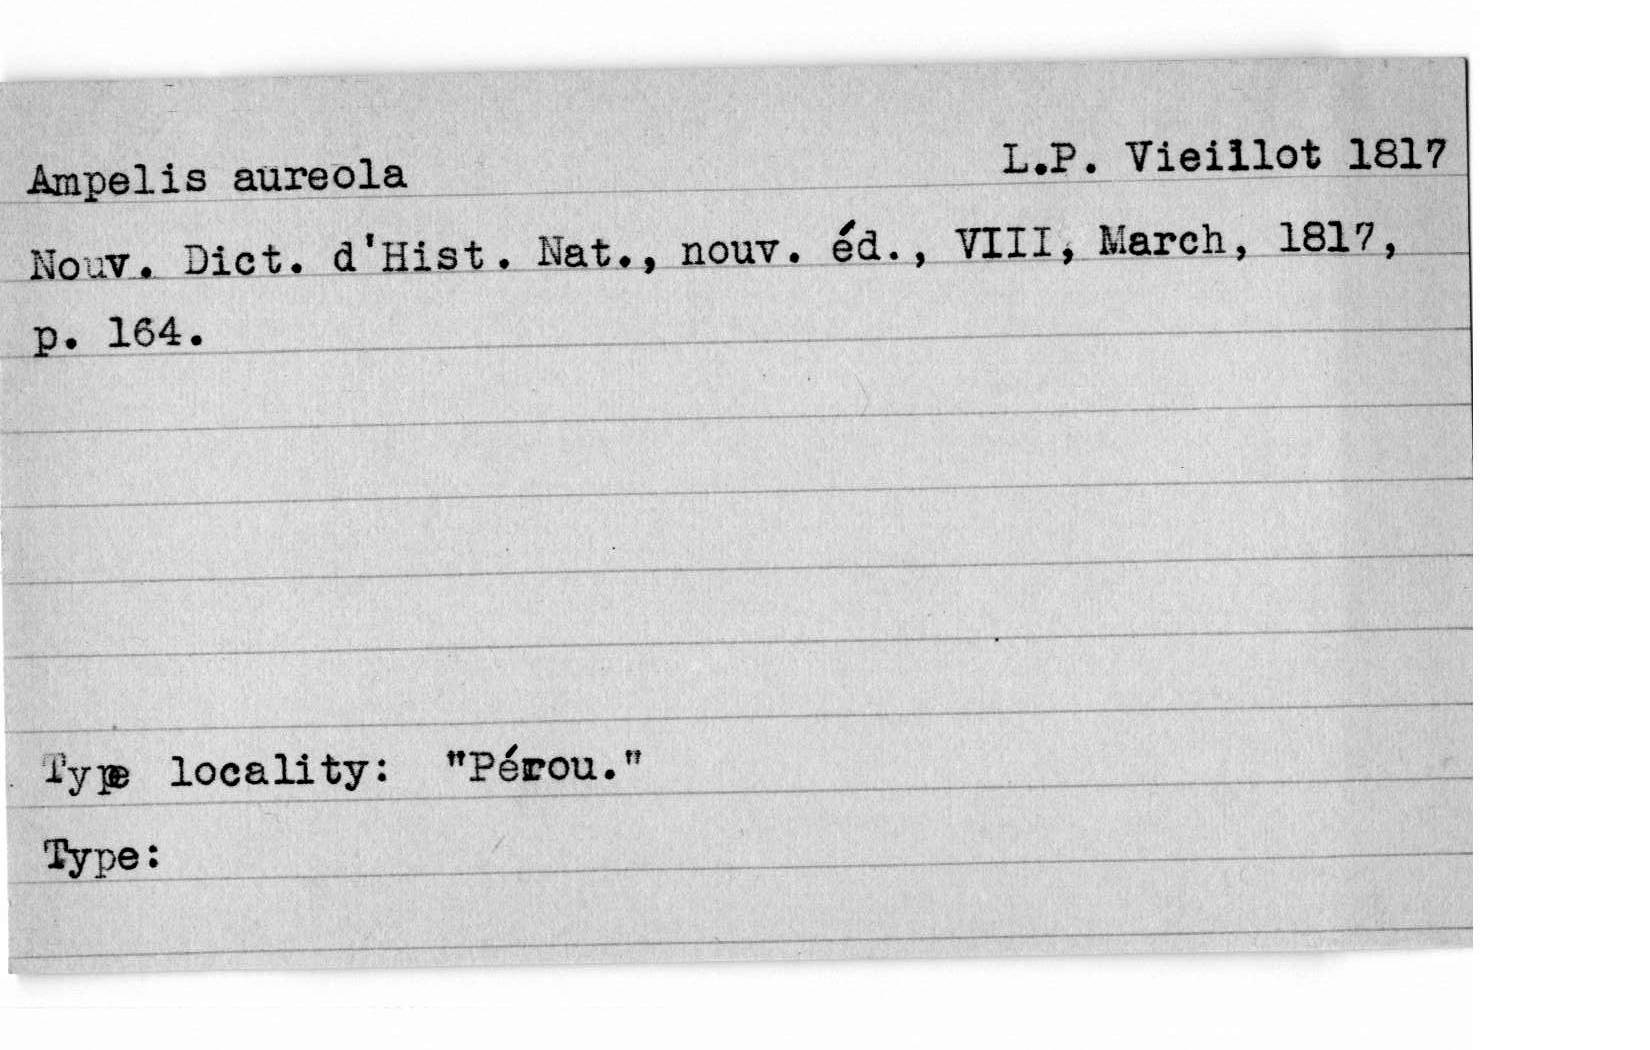 Ampelis aureola L.P. Vieillot 1817
Nouv. Dict. d'Hist. Nat., nouv. éd., VIII, March, 1817,
p. 164.
Type locality: "Pérou."
Type: